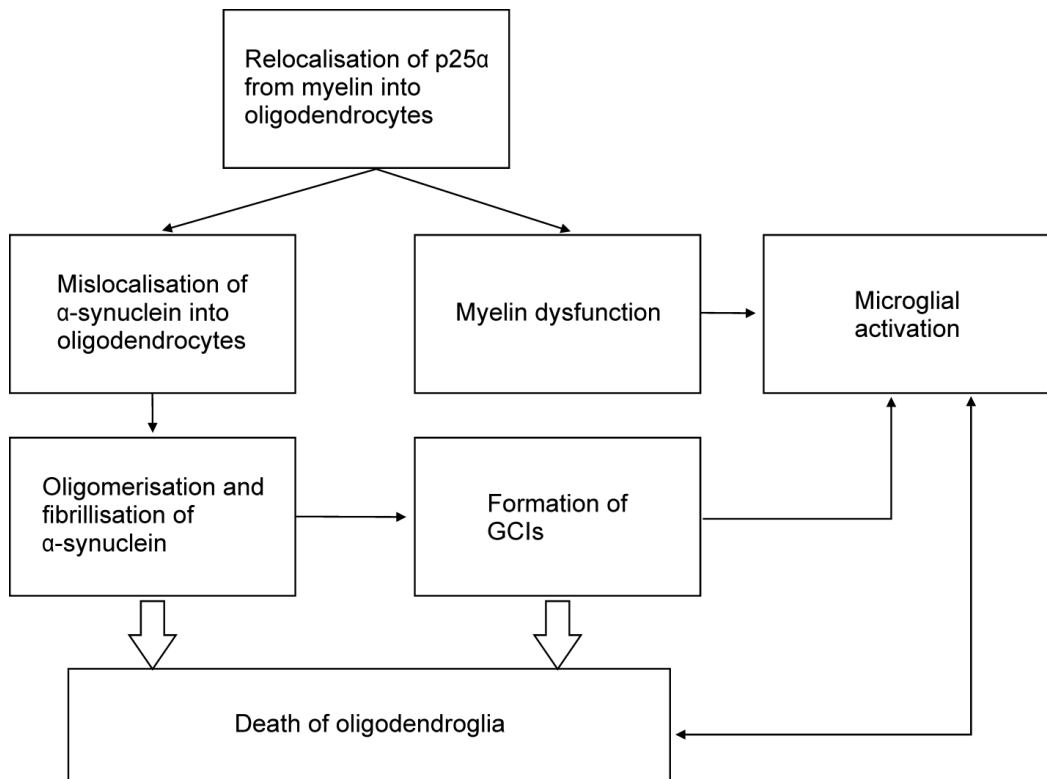 Relocalisation of p25α
from myelin into
oligodendrocytes
Mislocalisation of
α-synuclein into
oligodendrocytes
Myelin dysfunction
Microglial
activation
Oligomerisation and
fibrillisation of
α-synuclein
Formation of
GCIs
Death of oligodendroglia